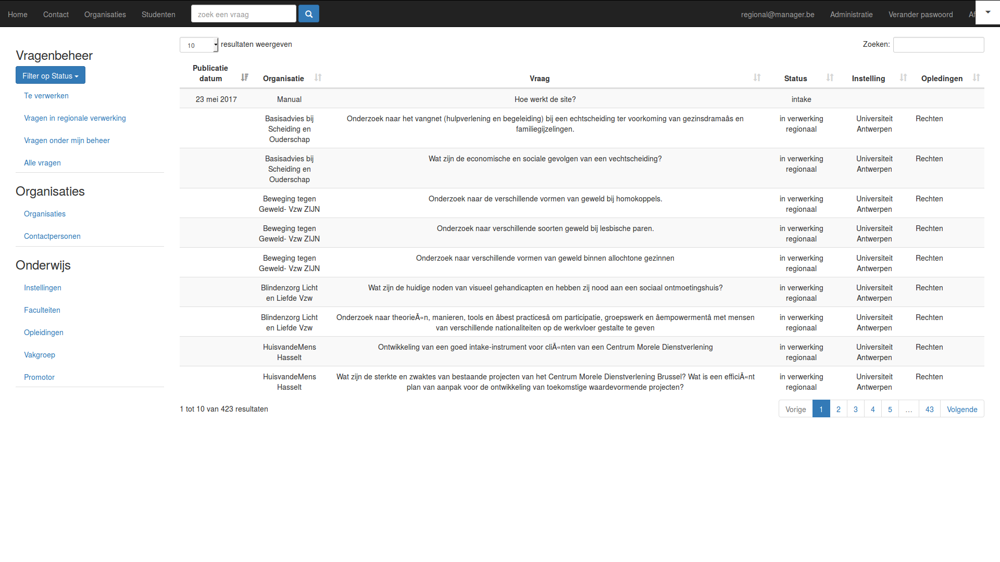 Home Contact Organisaties Studenten zoek een vraag regional@manager.be Administratie Verander paswoord Af
Vragenbeheer
Filter op Status
Te verwerken
Vragen in regionale verwerking
Vragen onder mijn beheer
Alle vragen
Organisaties
Organisaties
Contactpersonen
Onderwijs
Instellingen
Faculteiten
Opleidingen
Vakgroep
Promotor
10 resultaten weergeven Zoeken:
Publicatie
datum Organisatie Vraag Status Instelling Opledingen
23 mei 2017 Manual Hoe werkt de site? intake
Basisadvies bij Onderzoek naar het vangnet (hulpverlening en begeleiding) bij een echtscheiding ter voorkoming van gezinsdramaâs en in verwerking Universiteit Rechten
Scheiding en familiegijzelingen. regionaal Antwerpen
Ouderschap
Basisadvies bij Wat zijn de economische en sociale gevolgen van een vechtscheiding? in verwerking Universiteit Rechten
Scheiding en regionaal Antwerpen
Ouderschap
Beweging tegen Onderzoek naar de verschillende vormen van geweld bij homokoppels. in verwerking Universiteit Rechten
Geweld- Vzw ZIJN regionaal Antwerpen
Beweging tegen Onderzoek naar verschillende soorten geweld bij lesbische paren. in verwerking Universiteit Rechten
Geweld- Vzw ZIJN regionaal Antwerpen
Beweging tegen Onderzoek naar verschillende vormen van geweld binnen allochtone gezinnen in verwerking Universiteit Rechten
Geweld- Vzw ZIJN regionaal Antwerpen
Blindenzorg Licht Wat zijn de huidige noden van visueel gehandicapten en hebben zij nood aan een sociaal ontmoetingshuis? in verwerking Universiteit Rechten
en Liefde Vzw regionaal Antwerpen
Blindenzorg Licht Onderzoek naar theorieÃ«n, manieren, tools en âbest practicesâ om participatie, groepswerk en âempowermentâ met mensen in verwerking Universiteit Rechten
en Liefde Vzw van verschillende nationaliteiten op de werkvloer gestalte te geven regionaal Antwerpen
HuisvandeMens Ontwikkeling van een goed intake-instrument voor cliÃ«nten van een Centrum Morele Dienstverlening in verwerking Universiteit Rechten
Hasselt regionaal Antwerpen
HuisvandeMens Wat zijn de sterkte en zwaktes van bestaande projecten van het Centrum Morele Dienstverlening Brussel? Wat is een efficiÃ«nt in verwerking Universiteit Rechten
Hasselt plan van aanpak voor de ontwikkeling van toekomstige waardevormende projecten? regionaal Antwerpen
1 tot 10 van 423 resultaten Vorige 1 2 3 4 5 … 43 Volgende